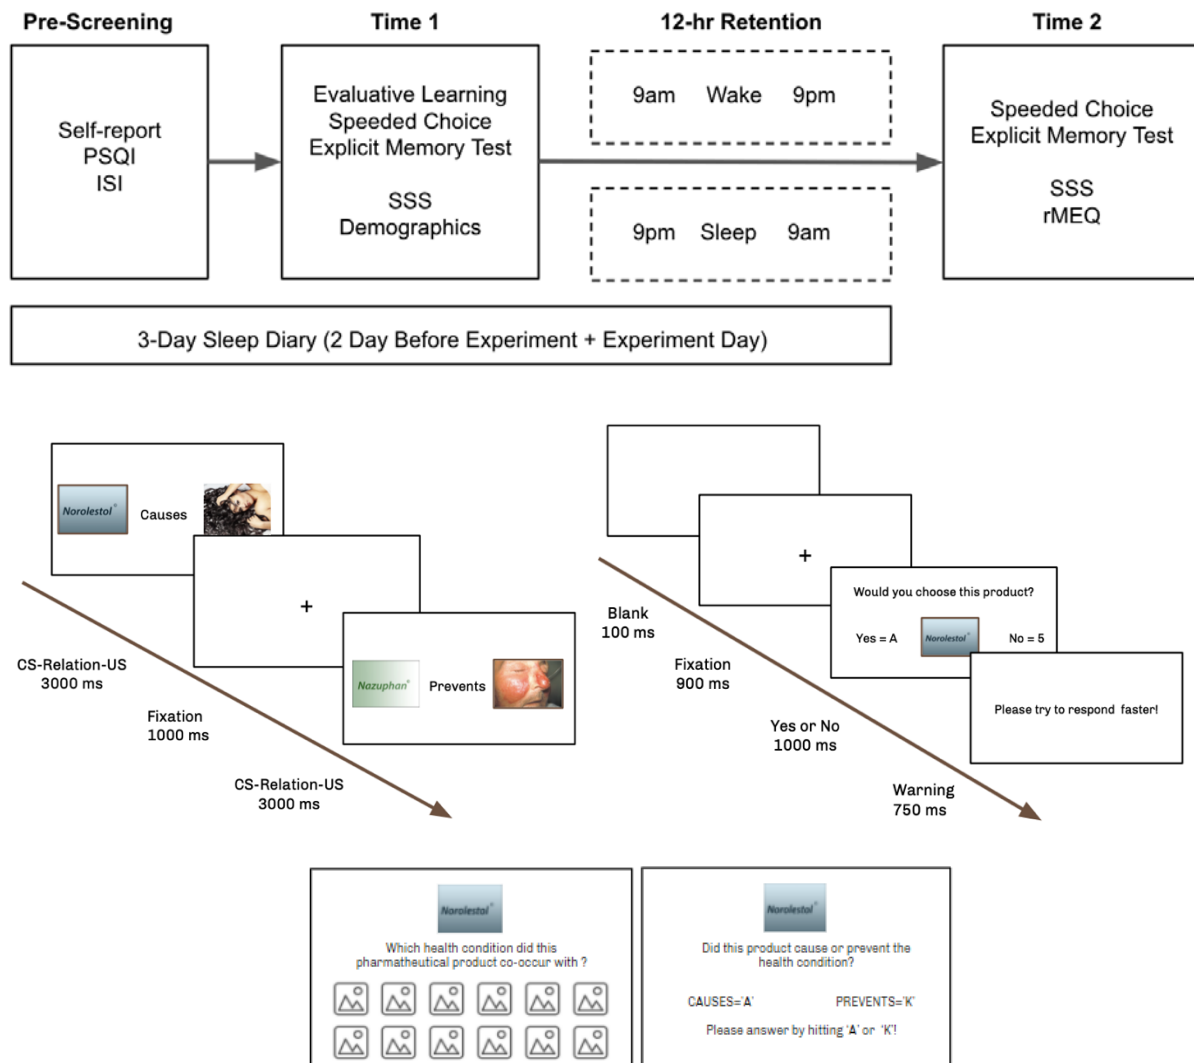 Pre-Screening
Time 1
12-hr Retention
Time 2
Self-report
PSQI
ISI
Evaluative Learning
Speeded Choice
Explicit Memory Test
SSS
Demographics
9am Wake 9pm
9pm Sleep 9am
Speeded Choice
Explicit Memory Test
SSS
rMEQ
3-Day Sleep Diary (2 Day Before Experiment + Experiment Day)
Norolestol®
Causes
+
Nazuphan®
Prevents
CS-Relation-US
3000 ms
Fixation
1000 ms
CS-Relation-US
3000 ms
+
Would you choose this product?
Yes = A
Norolestol®
No = 5
Please try to respond faster!
Blank
100 ms
Fixation
900 ms
Yes or No
1000 ms
Warning
750 ms
Norolestol®
Which health condition did this
pharmatheutical product co-occur with ?
Norolestol®
Did this product cause or prevent the
health condition?
CAUSES='A' PREVENTS='K'
Please answer by hitting 'A' or 'K'!